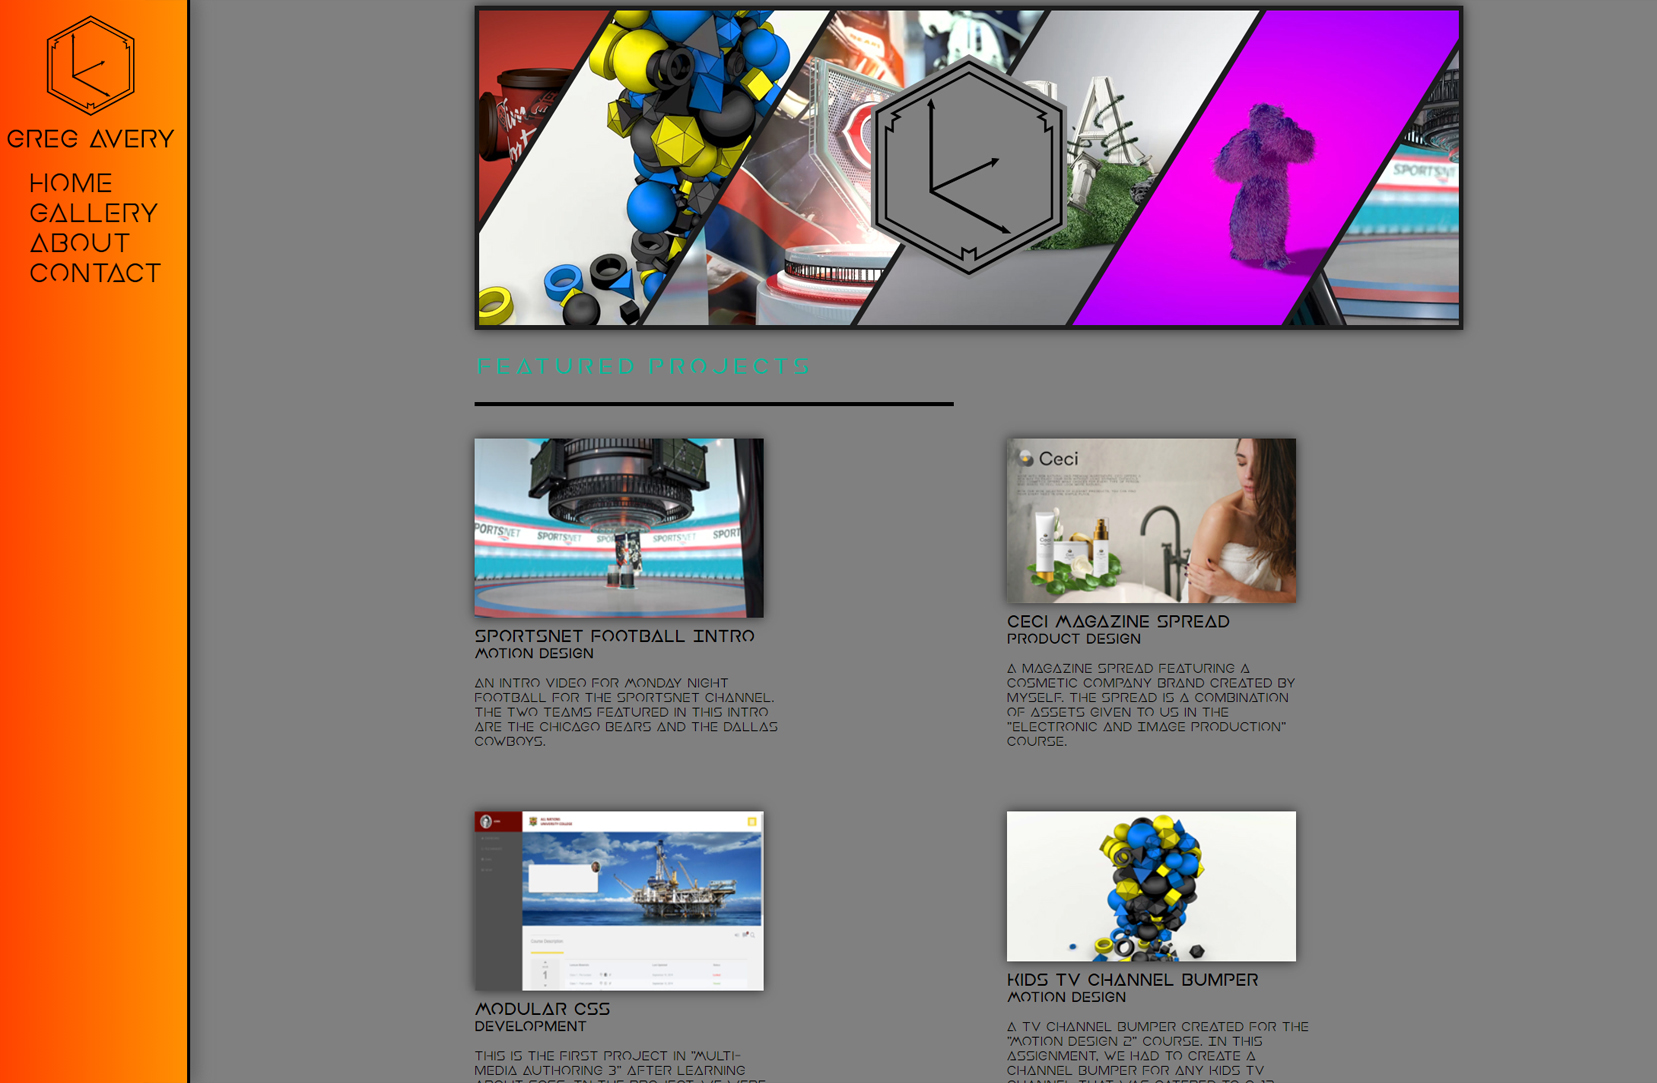 GREG AVERY
HOME
GALLERY
ABOUT
CONTACT
SPORTSNET
FEATURED PROJECTS
SPORTSNET
SPORTSNET
Ceci
SPORTSNET FOOTBALL INTRO
MOTION DESIGN
AN INTRO VIDEO FOR MONDAY NIGHT
FOOTBALL FOR THE SPORTSNET CHANNEL.
THE TWO TEAMS FEATURED IN THIS INTRO
ARE THE CHICAGO BEARS AND THE DALLAS
COWBOYS.
CECI MAGAZINE SPREAD
PRODUCT DESIGN
A MAGAZINE SPREAD FEATURING A
COSMETIC COMPANY BRAND CREATED BY
MYSELF. THE SPREAD IS A COMBINATION
OF ASSETS GIVEN TO US IN THE
"ELECTRONIC AND IMAGE PRODUCTION"
COURSE.
Course Description
1
MODULAR CSS
DEVELOPMENT
THIS IS THE FIRST PROJECT IN "MULTI-
MEDIA AUTHORING 3" AFTER LEARNING
KIDS TV CHANNEL BUMPER
MOTION DESIGN
A TV CHANNEL BUMPER CREATED FOR THE
"MOTION DESIGN 2" COURSE. IN THIS
ASSIGNMENT, WE HAD TO CREATE A
CHANNEL BUMPER FOR ANY KIDS TV